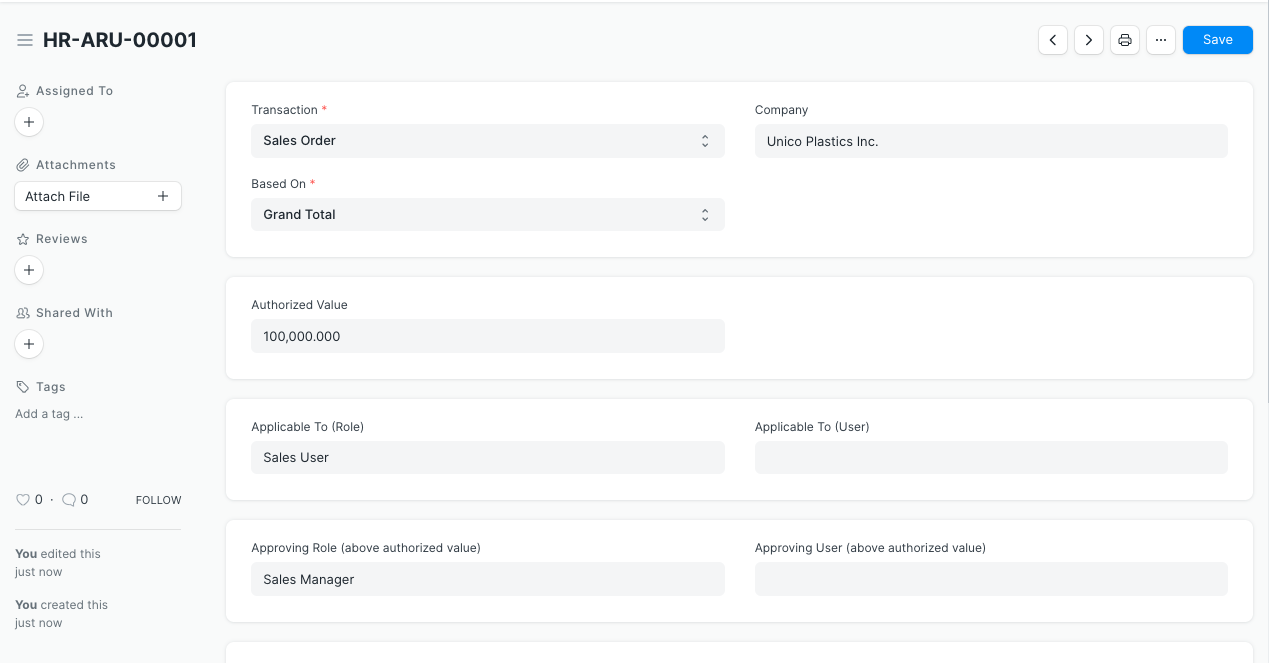 HR-ARU-00001
Save
Assigned To
Attachments
Attach File
Reviews
Shared With
Tags
Add a tag ...
0 · 0 FOLLOW
You edited this
just now
You created this
just now
Transaction *
Sales Order
Company
Unico Plastics Inc.
Based On *
Grand Total
Authorized Value
100,000.000
Applicable To (Role)
Sales User
Applicable To (User)
Approving Role (above authorized value)
Sales Manager
Approving User (above authorized value)